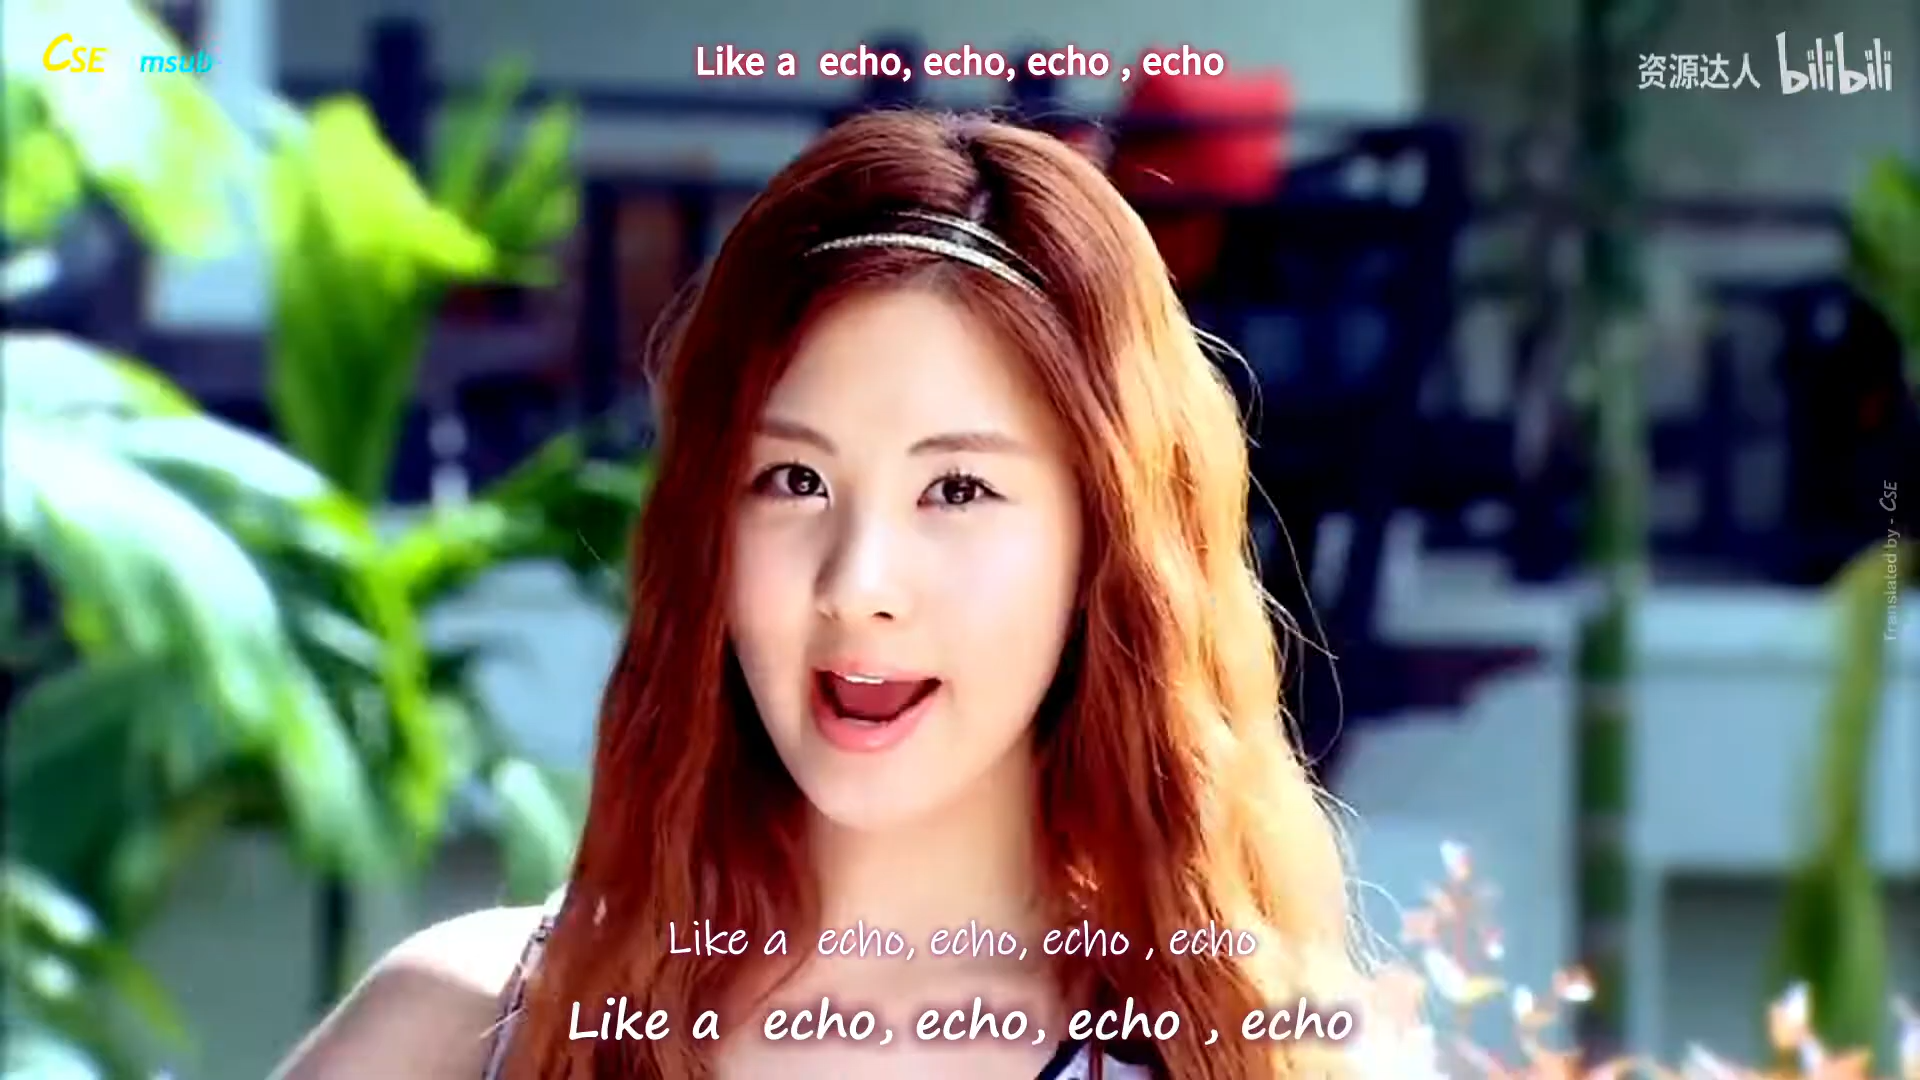 CSE msub
Like a echo, echo, echo , echo
资源达人 bilibili
Translated by - CSE
Like a echo, echo, echo , echo
Like a echo, echo, echo , echo